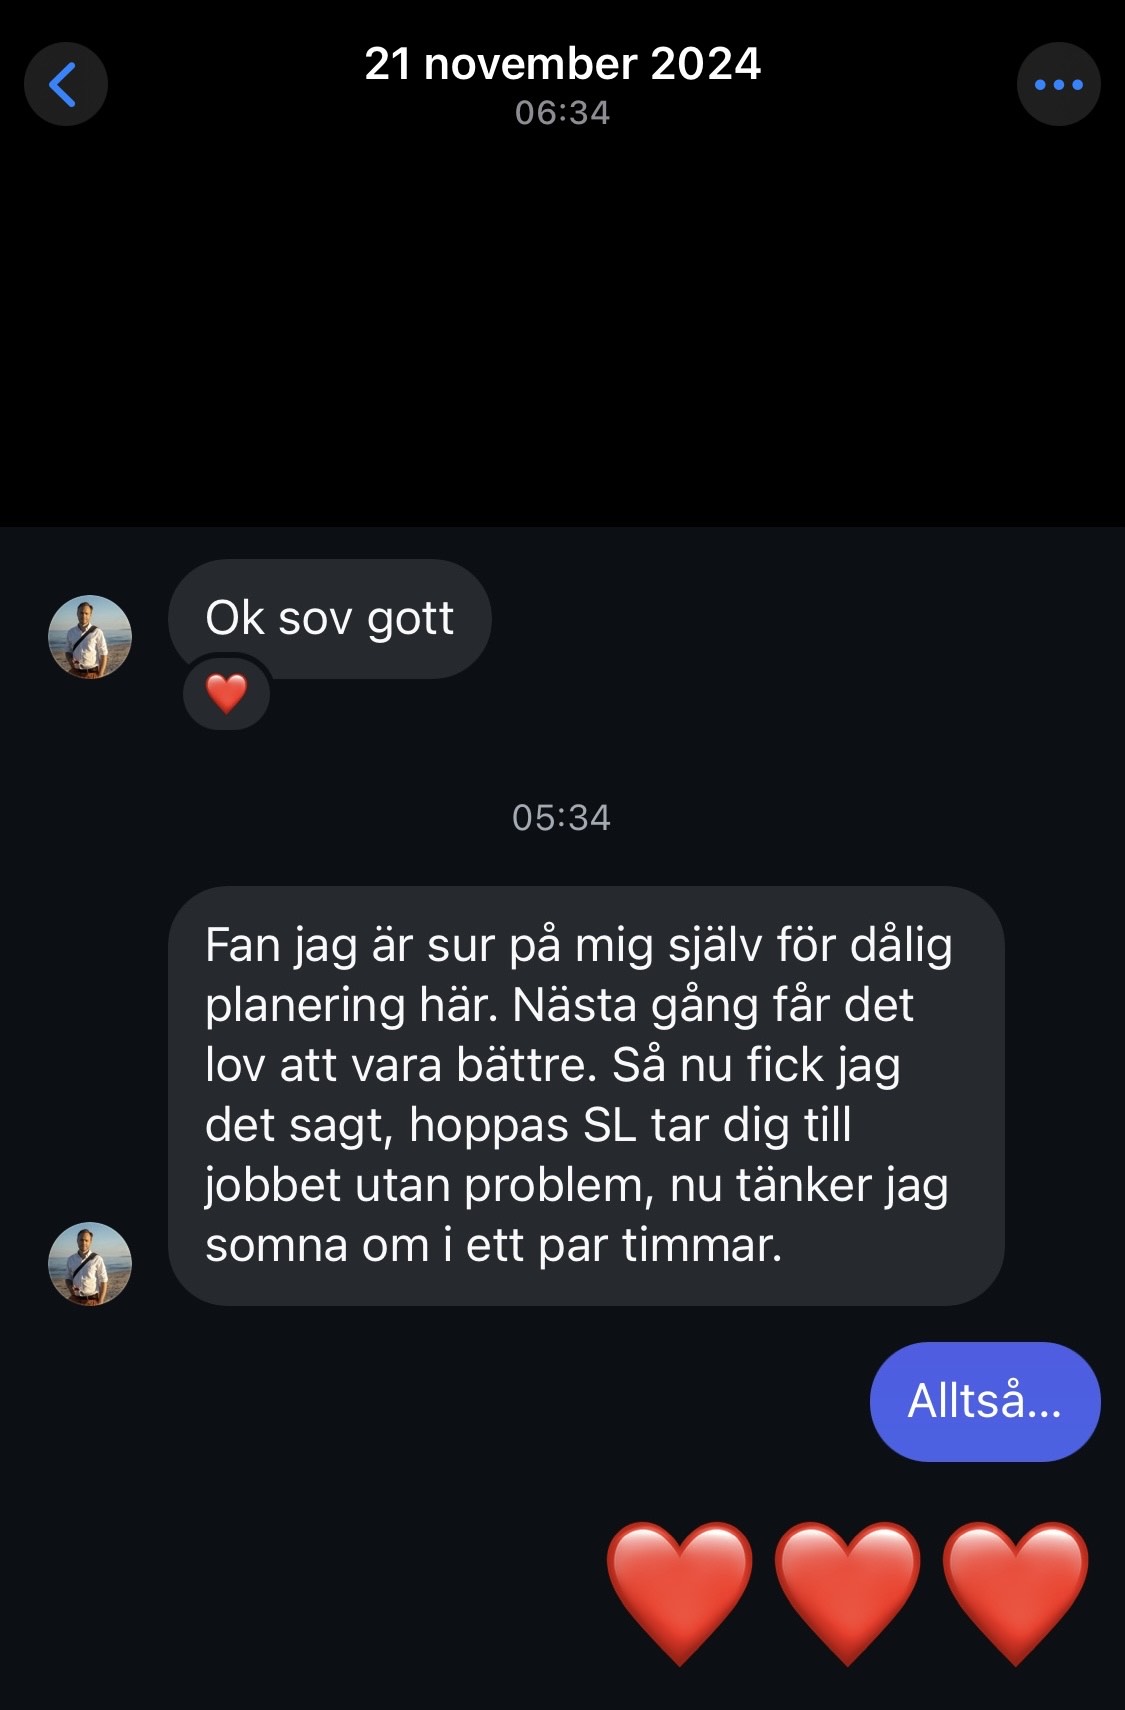 21 november 2024
06:34
Ok sov gott
05:34
Fan jag är sur på mig själv för dålig
planering här. Nästa gång får det
lov att vara bättre. Så nu fick jag
det sagt, hoppas SL tar dig till
jobbet utan problem, nu tänker jag
somna om i ett par timmar.
Alltså...